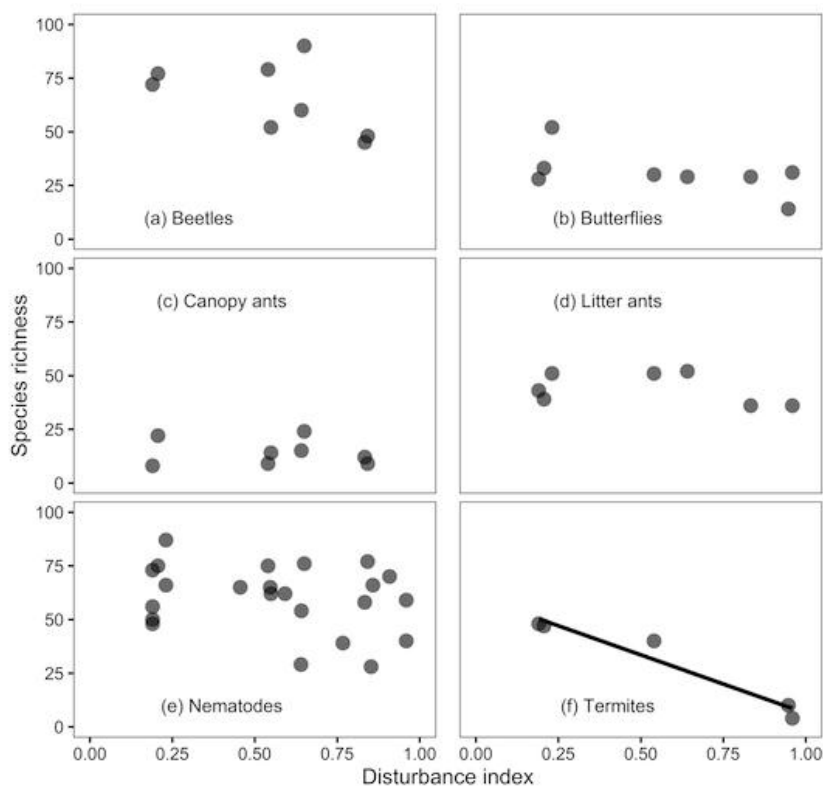 100
75
50
25
0
(a) Beetles
(b) Butterflies
100
75
50
25
0
(c) Canopy ants
(d) Litter ants
Species richness
100
75
50
25
0
(e) Nematodes
(f) Termites
0.00 0.25 0.50 0.75 1.00 0.00 0.25 0.50 0.75 1.00
Disturbance index